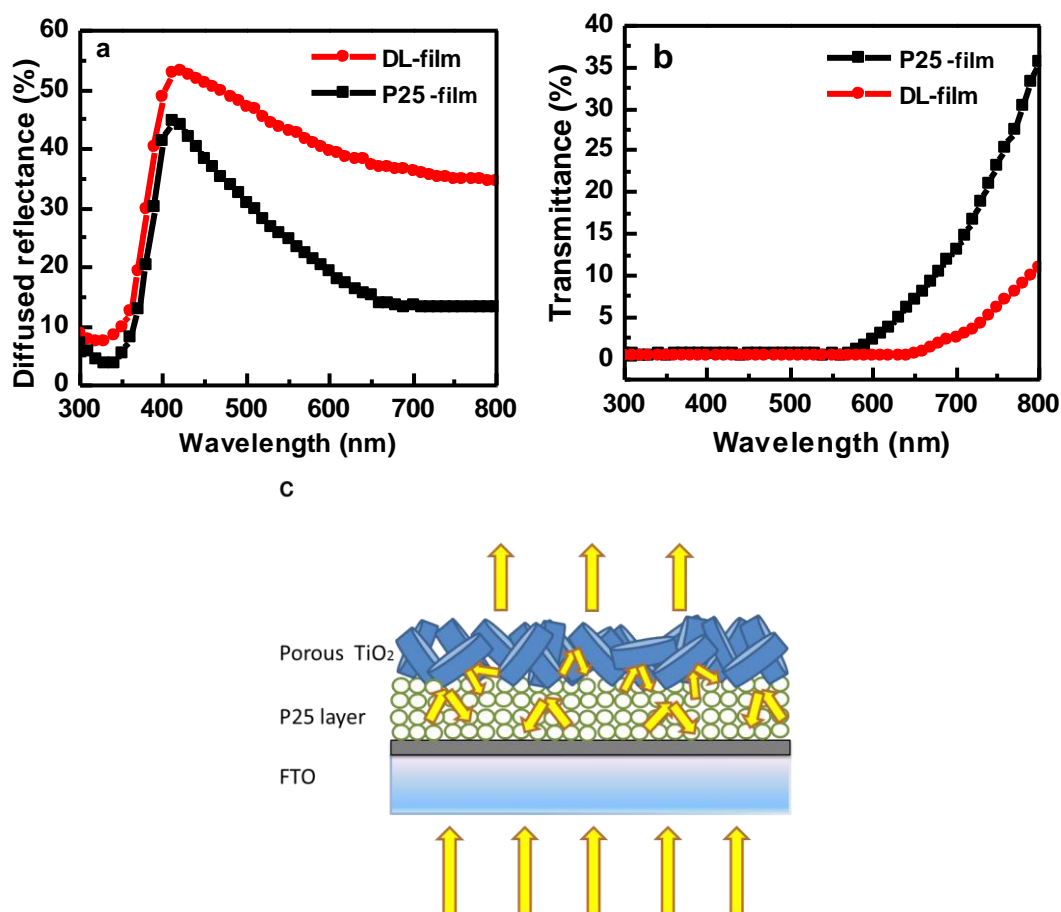 a
DL-film
P25 -film
Diffused reflectance (%)
60
50
40
30
20
10
0
300 400 500 600 700 800
Wavelength (nm)
b
P25-film
DL-film
Transmittance (%)
40
35
30
25
20
15
10
5
0
300 400 500 600 700 800
Wavelength (nm)
c
Porous TiO₂
P25 layer
FTO